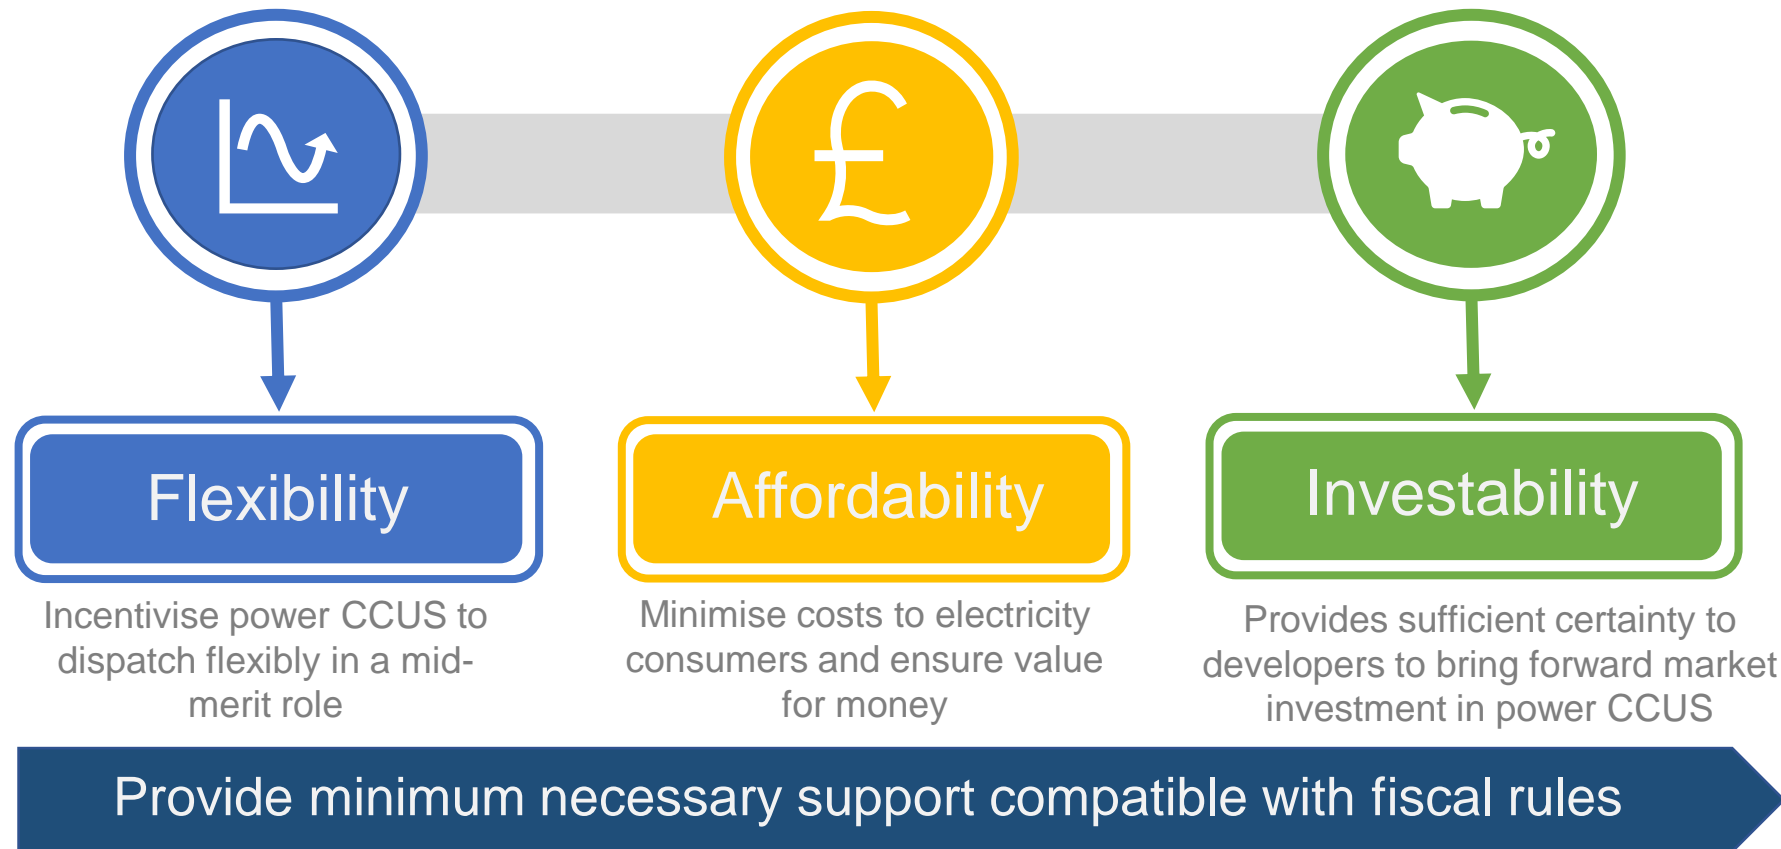 £
Flexibility
Affordability
Investability
Incentivise power CCUS to
dispatch flexibly in a mid-
merit role
Minimise costs to electricity
consumers and ensure value
for money
Provides sufficient certainty to
developers to bring forward market
investment in power CCUS
Provide minimum necessary support compatible with fiscal rules